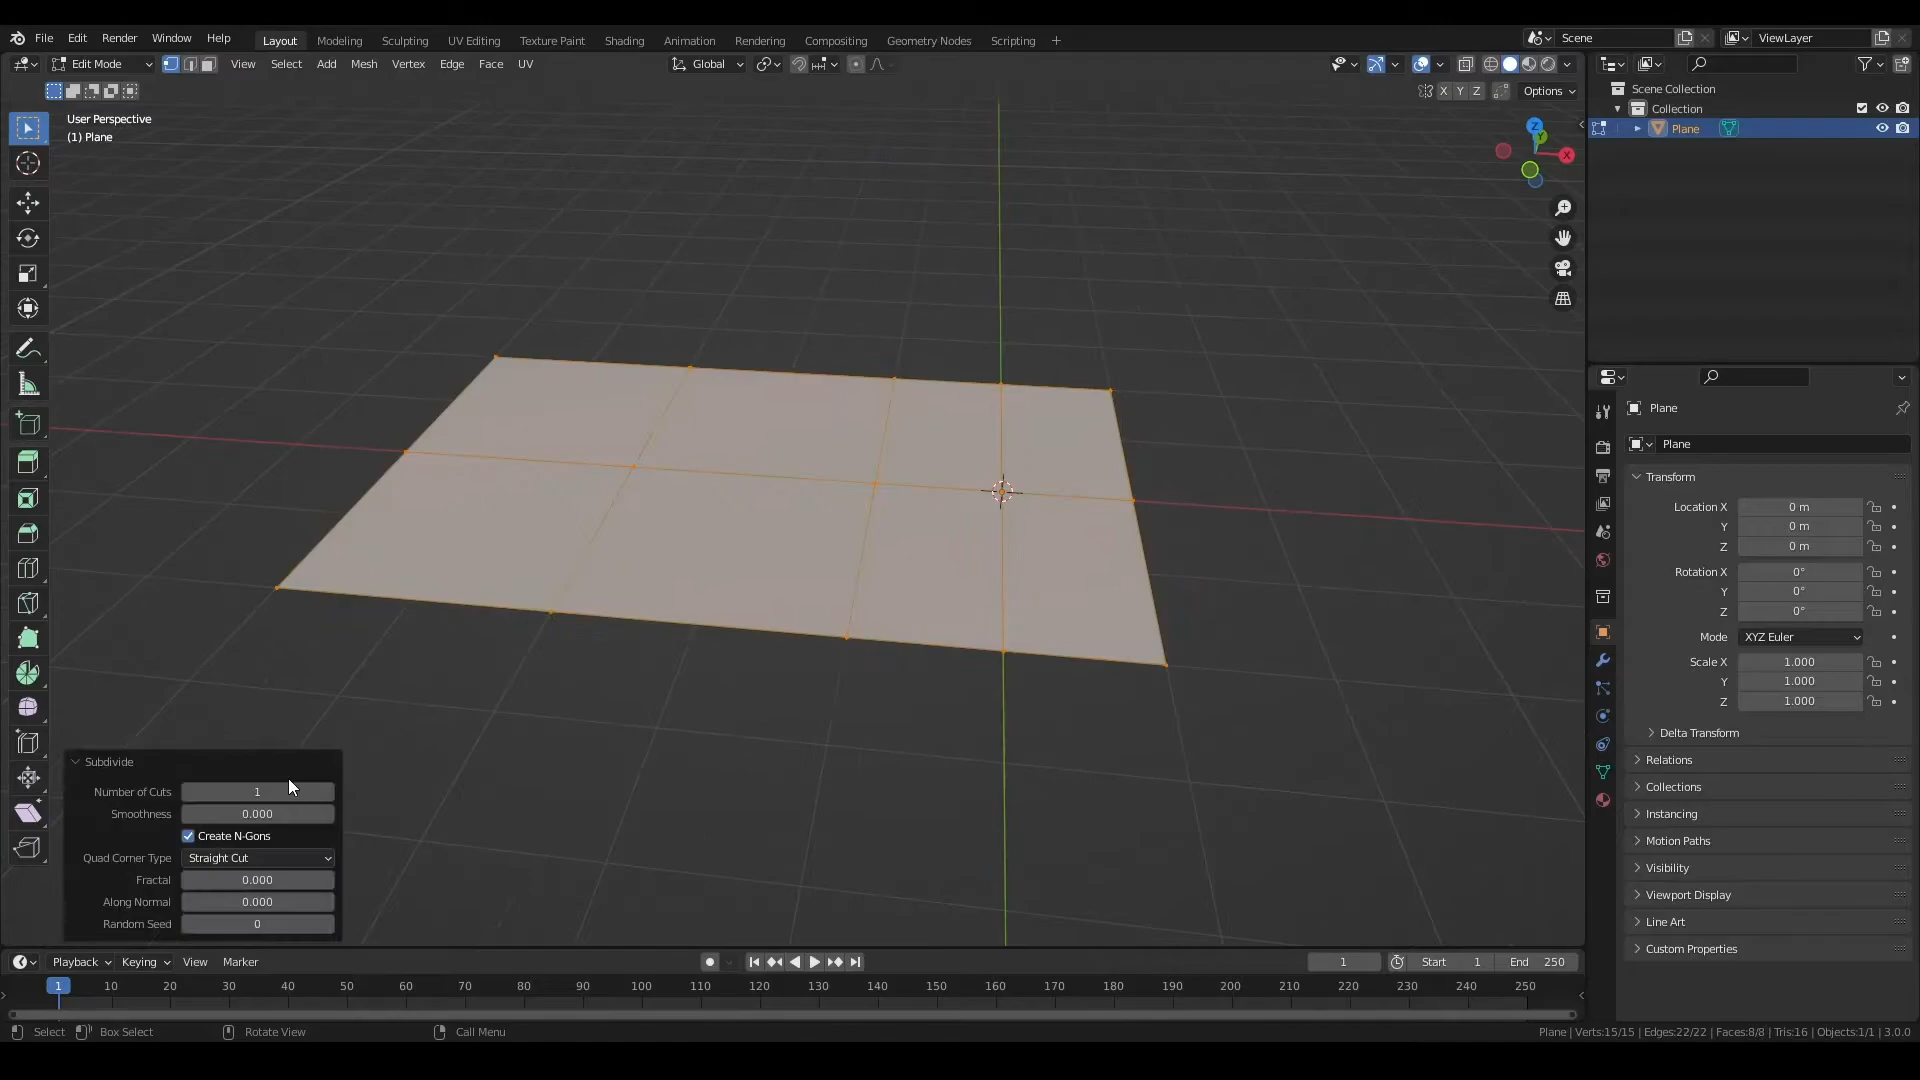 File Edit Render Window Help Layout Modeling Sculpting UV Editing Texture Paint Shading Animation Rendering Compositing Geometry Nodes Scripting + Scene ViewLayer
Edit Mode View Select Add Mesh Vertex Edge Face UV Global
X Y Z Options
User Perspective
(1) Plane
Z
Y
X
Scene Collection
Collection
Plane
Plane
Plane
Transform
Location X 0 m
Y 0 m
Z 0 m
Rotation X 0°
Y 0°
Z 0°
Mode XYZ Euler
Scale X 1.000
Y 1.000
Z 1.000
Delta Transform
Relations
Collections
Instancing
Motion Paths
Visibility
Viewport Display
Line Art
Custom Properties
Subdivide
Number of Cuts 1
Smoothness 0.000
Create N-Gons
Quad Corner Type Straight Cut
Fractal 0.000
Along Normal 0.000
Random Seed 0
Playback Keying View Marker 1 Start 1 End 250
1 10 20 30 40 50 60 70 80 90 100 110 120 130 140 150 160 170 180 190 200 210 220 230 240 250
Select Box Select Rotate View Call Menu Plane | Verts:15/15 | Edges:22/22 | Faces:8/8 | Tris:16 | Objects:1/1 | 3.0.0